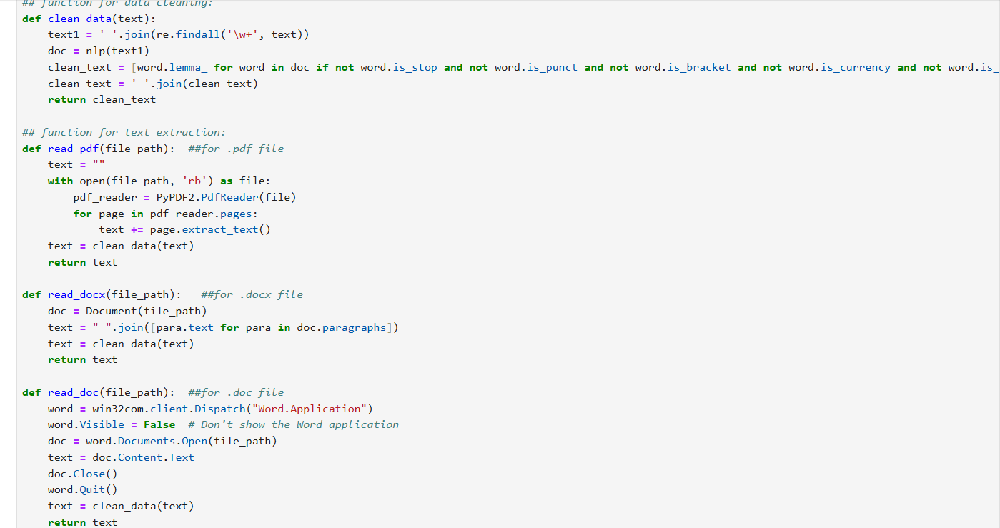 ## function for data cleaning:
def clean_data(text):
    text1 = ' '.join(re.findall('\w+', text))
    doc = nlp(text1)
    clean_text = [word.lemma_ for word in doc if not word.is_stop and not word.is_punct and not word.is_bracket and not word.is_currency and not word.is_
    clean_text = ' '.join(clean_text)
    return clean_text

## function for text extraction:
def read_pdf(file_path):  ##for .pdf file
    text = ""
    with open(file_path, 'rb') as file:
        pdf_reader = PyPDF2.PdfReader(file)
        for page in pdf_reader.pages:
            text += page.extract_text()
    text = clean_data(text)
    return text

def read_docx(file_path):   ##for .docx file
    doc = Document(file_path)
    text = " ".join([para.text for para in doc.paragraphs])
    text = clean_data(text)
    return text

def read_doc(file_path):  ##for .doc file
    word = win32com.client.Dispatch("Word.Application")
    word.Visible = False  # Don't show the Word application
    doc = word.Documents.Open(file_path)
    text = doc.Content.Text
    doc.Close()
    word.Quit()
    text = clean_data(text)
    return text